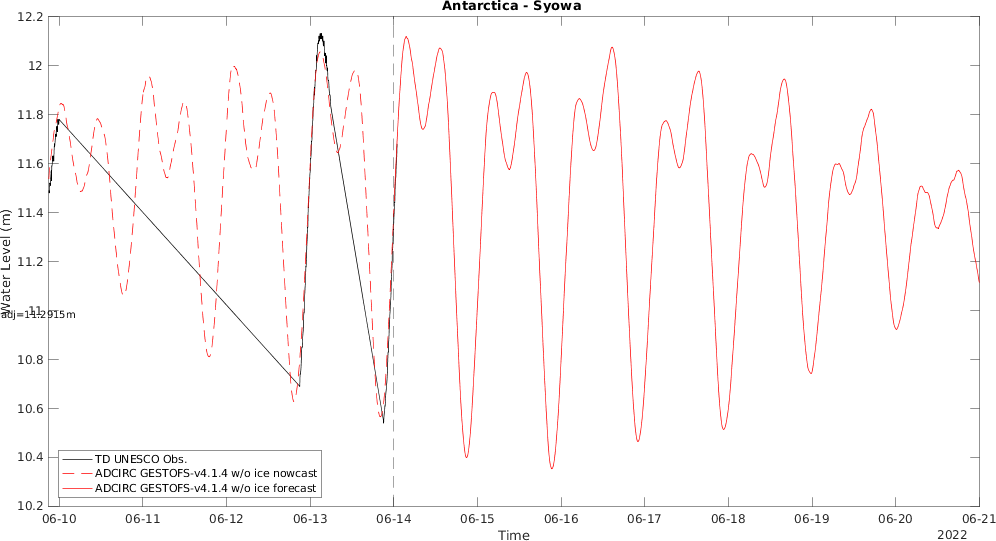 Antarctica - Syowa
12.2
12
11.8
11.6
11.4
11.2
11
10.8
10.6
10.4
10.2
Water Level (m)
adj=11.2915m
TD UNESCO Obs.
ADCIRC GESTOFS-v4.1.4 w/o ice nowcast
ADCIRC GESTOFS-v4.1.4 w/o ice forecast
06-10 06-11 06-12 06-13 06-14 06-15 06-16 06-17 06-18 06-19 06-20 06-21
Time
2022